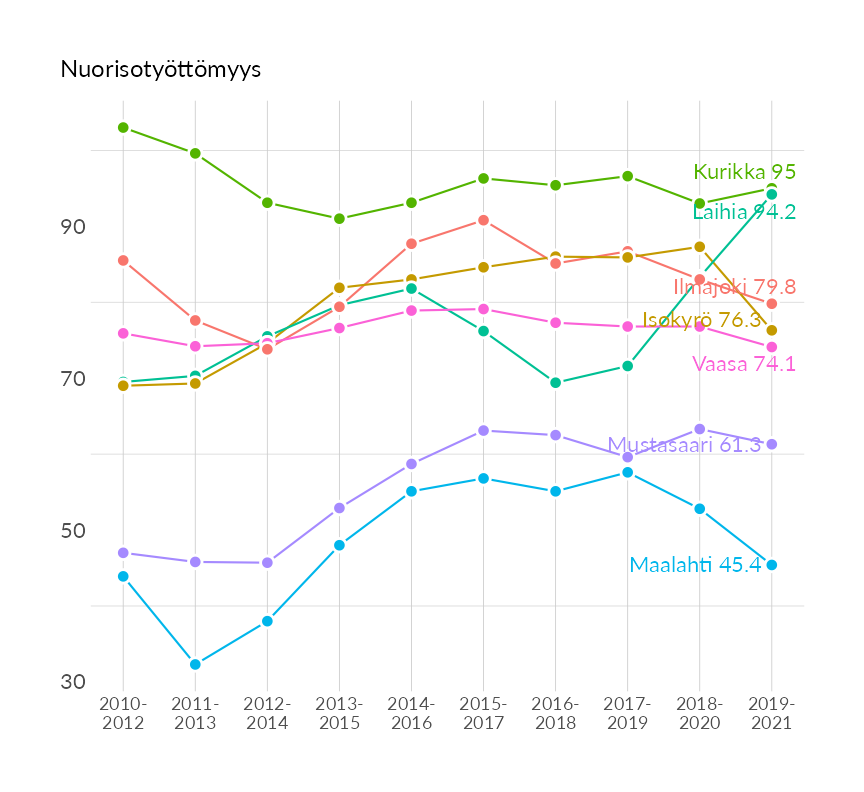 Nuorisotyöttömyys
Kurikka 95
Laihia 94.2
90
Ilmajoki 79.8
Isokyrö 76.3
Vaasa 74.1
70
Mustasaari 61.3
50
Maalahti 45.4
30
2010- 2011- 2012- 2013- 2014- 2015- 2016- 2017- 2018- 2019-
2012 2013 2014 2015 2016 2017 2018 2019 2020 2021